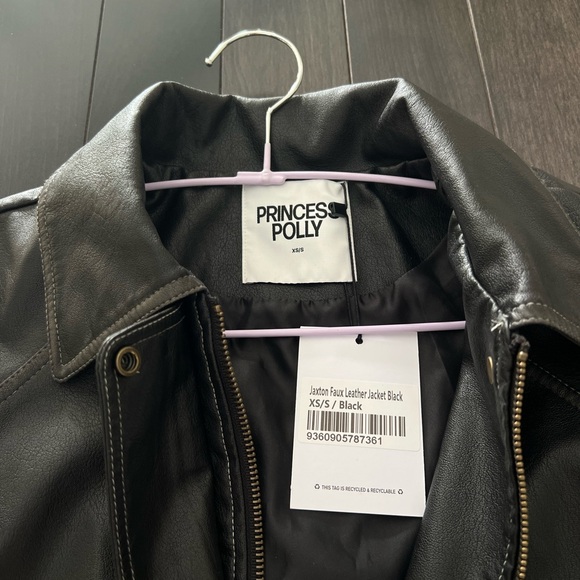 PRINCESS
POLLY
XS/S
Jaxton Faux Leather Jacket Black
XS/S / Black
9360905787361
THIS TAG IS RECYCLED & RECYCLABLE